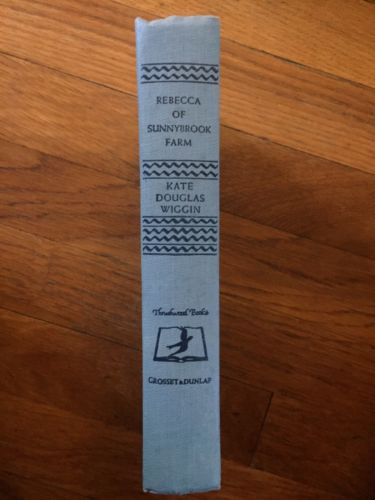 REBECCA
OF
SUNNYBROOK
FARM
KATE
DOUGLAS
WIGGIN
Thrushwood Books
GROSSET & DUNLAP